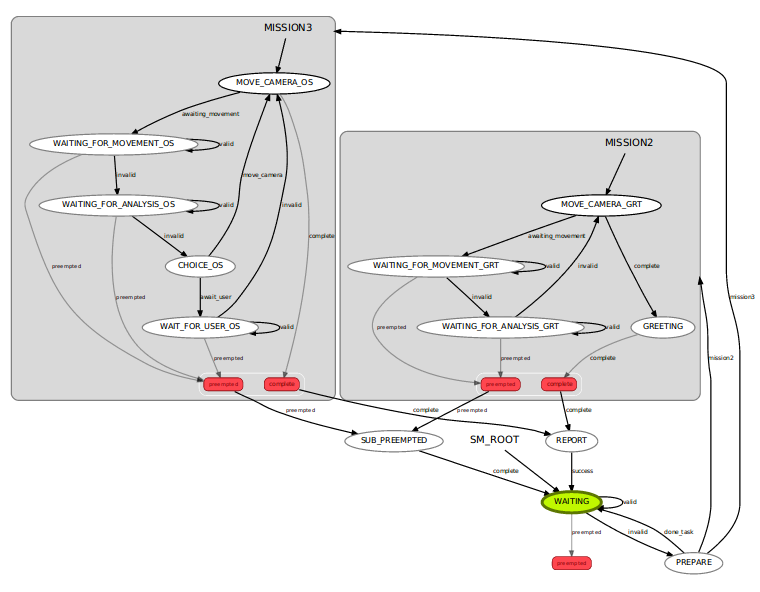 MISSION3
MOVE_CAMERA_OS
awaiting_movement
WAITING_FOR_MOVEMENT_OS
valid
MISSION2
invalid
move_camera
WAITING_FOR_ANALYSIS_OS
valid
invalid
MOVE_CAMERA_GRT
invalid
complete
awaiting_movement
CHOICE_OS
WAITING_FOR_MOVEMENT_GRT
valid
invalid
complete
preempted
preempted
await_user
invalid
WAIT_FOR_USER_OS
valid
preempted
WAITING_FOR_ANALYSIS_GRT
valid
GREETING
mission3
preempted
preempted
complete
mission2
preempted
complete
preempted
complete
preempted
complete
preempted
complete
SUB_PREEMPTED
SM_ROOT
REPORT
complete
success
WAITING
valid
preempted
invalid
done_task
preempted
PREPARE